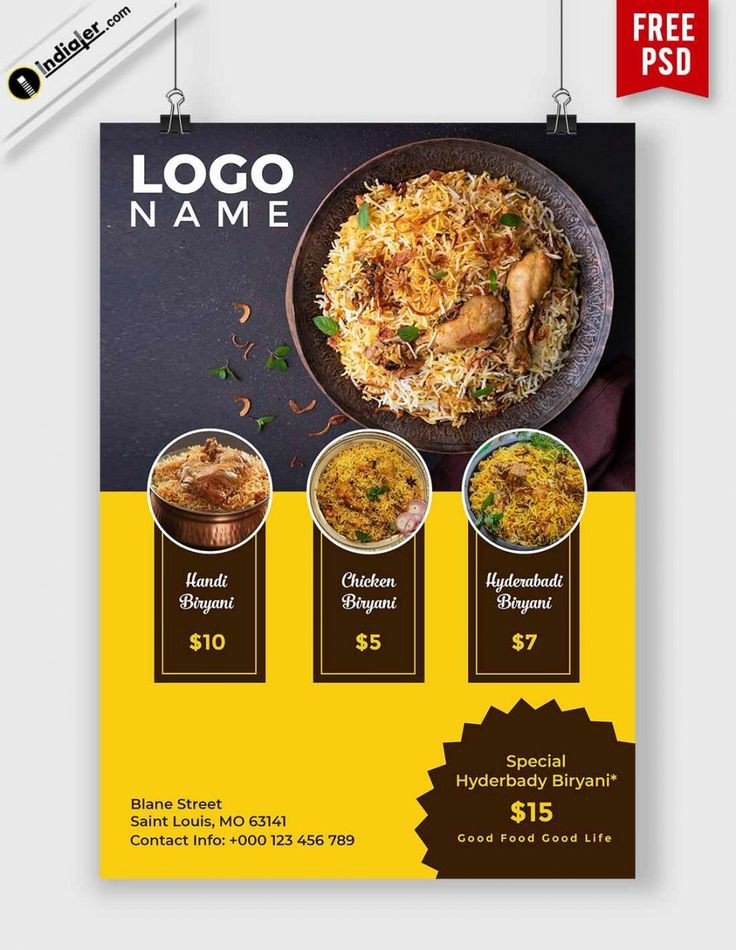 Indiater.com
FREE
PSD
LOGO
NAME
Handi
Biryani
$10
Chicken
Biryani
$5
Hyderabadi
Biryani
$7
Special
Hyderbady Biryani*
$15
Good Food Good Life
Blane Street
Saint Louis, MO 63141
Contact Info: +000 123 456 789